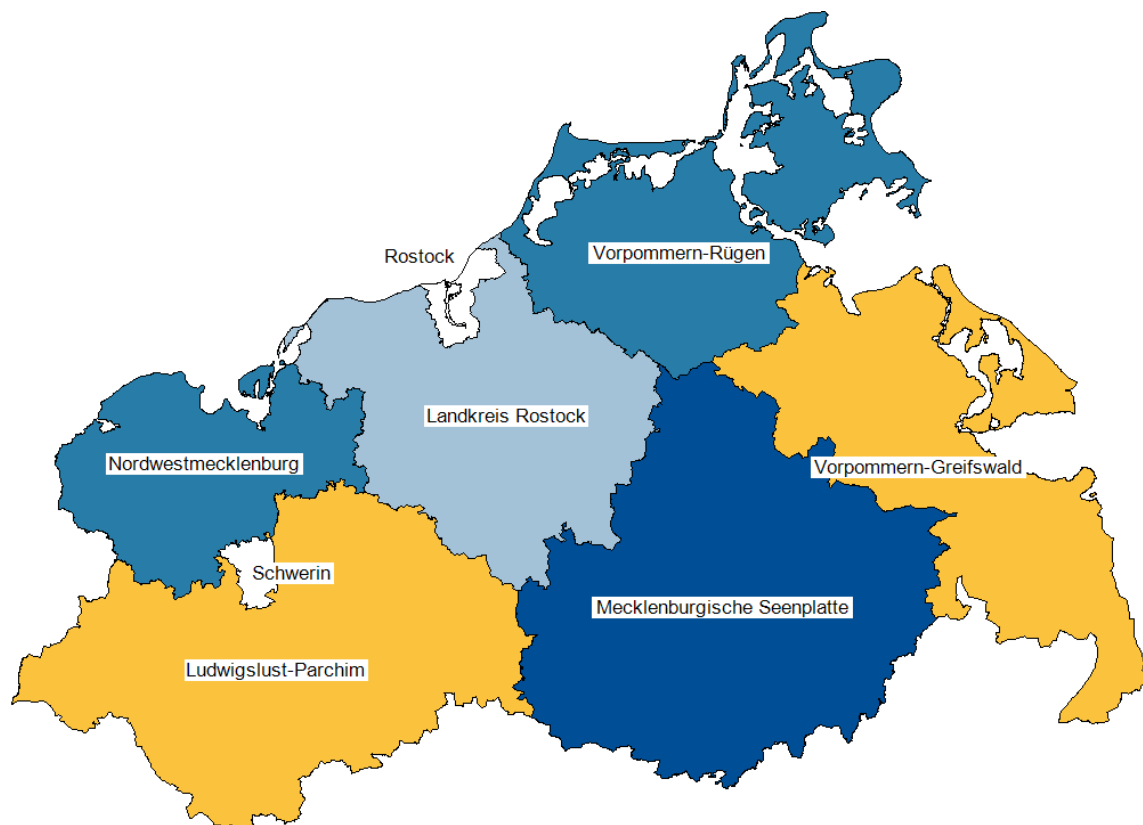 Vorpommern-Rügen
Rostock
Landkreis Rostock
Nordwestmecklenburg
Vorpommern-Greifswald
Schwerin
Mecklenburgische Seenplatte
Ludwigslust-Parchim